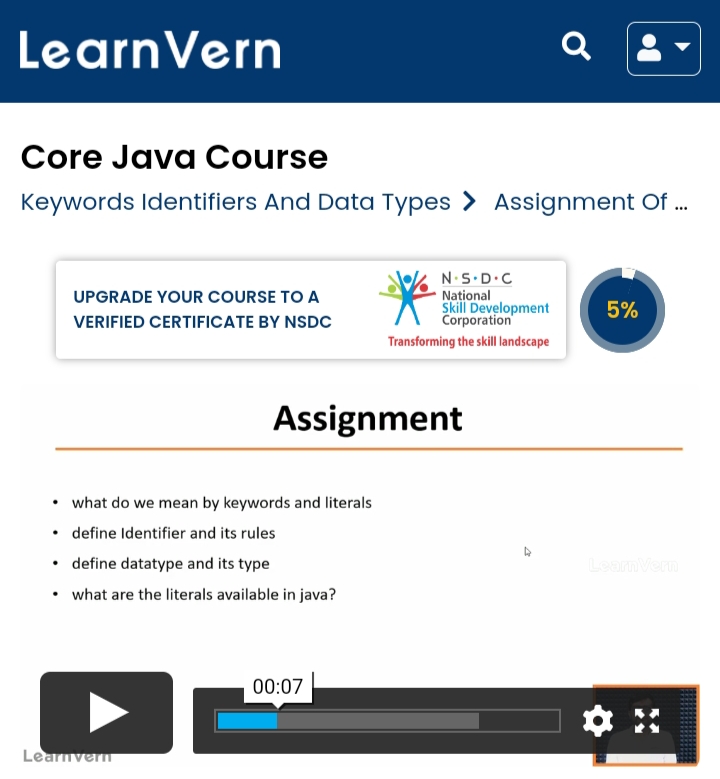 LearnVern
Core Java Course
Keywords Identifiers And Data Types > Assignment Of ...
UPGRADE YOUR COURSE TO A
VERIFIED CERTIFICATE BY NSDC
N·S·D·C
National
Skill Development
Corporation
Transforming the skill landscape
5%
Assignment
• what do we mean by keywords and literals
• define Identifier and its rules
• define datatype and its type
• what are the literals available in java?
LearnVern
00:07
LearnVern